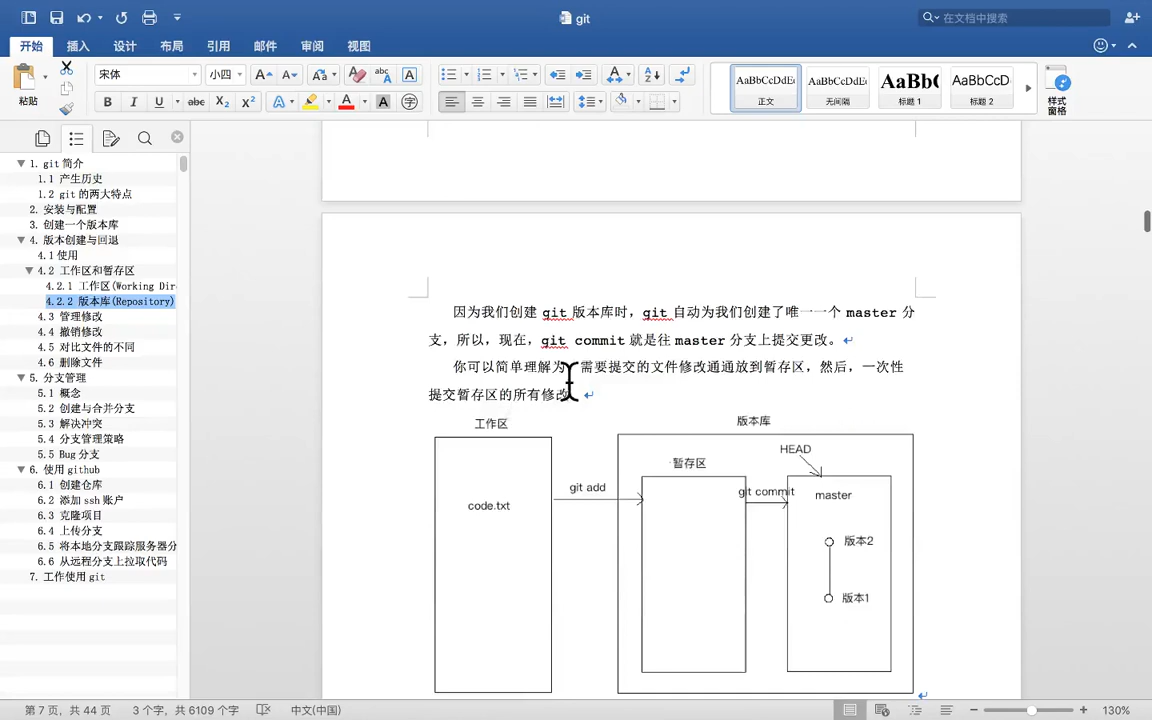 git
在文档中搜索
开始 插入 设计 布局 引用 邮件 审阅 视图
粘贴
宋体 小四
AaBbCcDdEe AaBbCcDdEe AaBb( AaBbCcD
正文 无间隔 标题 1 标题 2
样式
窗格
1. git 简介
1.1 产生历史
1.2 git 的两大特点
2. 安装与配置
3. 创建一个版本库
4. 版本创建与回退
4.1 使用
4.2 工作区和暂存区
4.2.1 工作区(Working Dir
4.2.2 版本库(Repository)
4.3 管理修改
4.4 撤销修改
4.5 对比文件的不同
4.6 删除文件
5. 分支管理
5.1 概念
5.2 创建与合并分支
5.3 解决冲突
5.4 分支管理策略
5.5 Bug 分支
6. 使用 github
6.1 创建仓库
6.2 添加 ssh 账户
6.3 克隆项目
6.4 上传分支
6.5 将本地分支跟踪服务器分
6.6 从远程分支上拉取代码
7. 工作使用 git
因为我们创建 git 版本库时，git 自动为我们创建了唯一一个 master 分
支，所以，现在，git commit 就是往 master 分支上提交更改。
你可以简单理解为，需要提交的文件修改通通放到暂存区，然后，一次性
提交暂存区的所有修改
工作区
code.txt
git add
版本库
暂存区
git commit
HEAD
master
版本2
版本1
第 7 页，共 44 页 3 个字，共 6109 个字 中文(中国) 130%